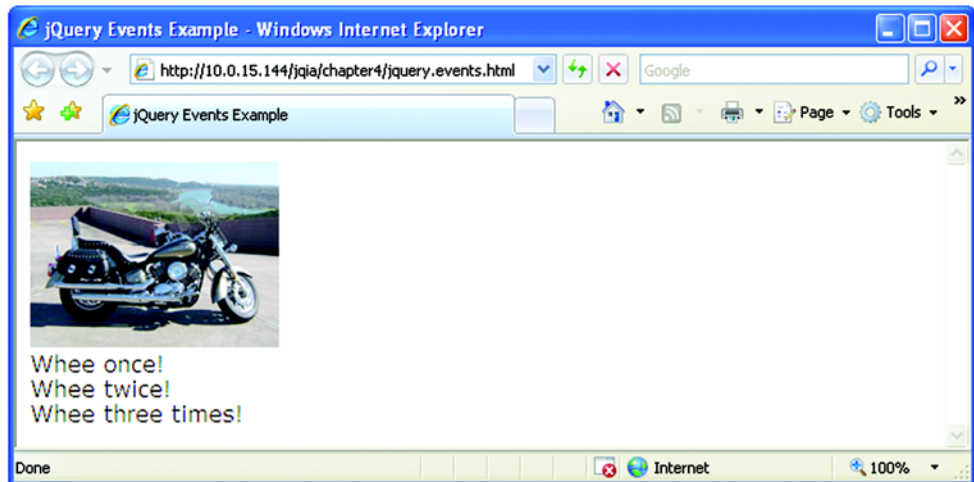 jQuery Events Example - Windows Internet Explorer
http://10.0.15.144/jqia/chapter4/jquery.events.html
Google
jQuery Events Example
Page
Tools
Whee once!
Whee twice!
Whee three times!
Done
Internet
100%